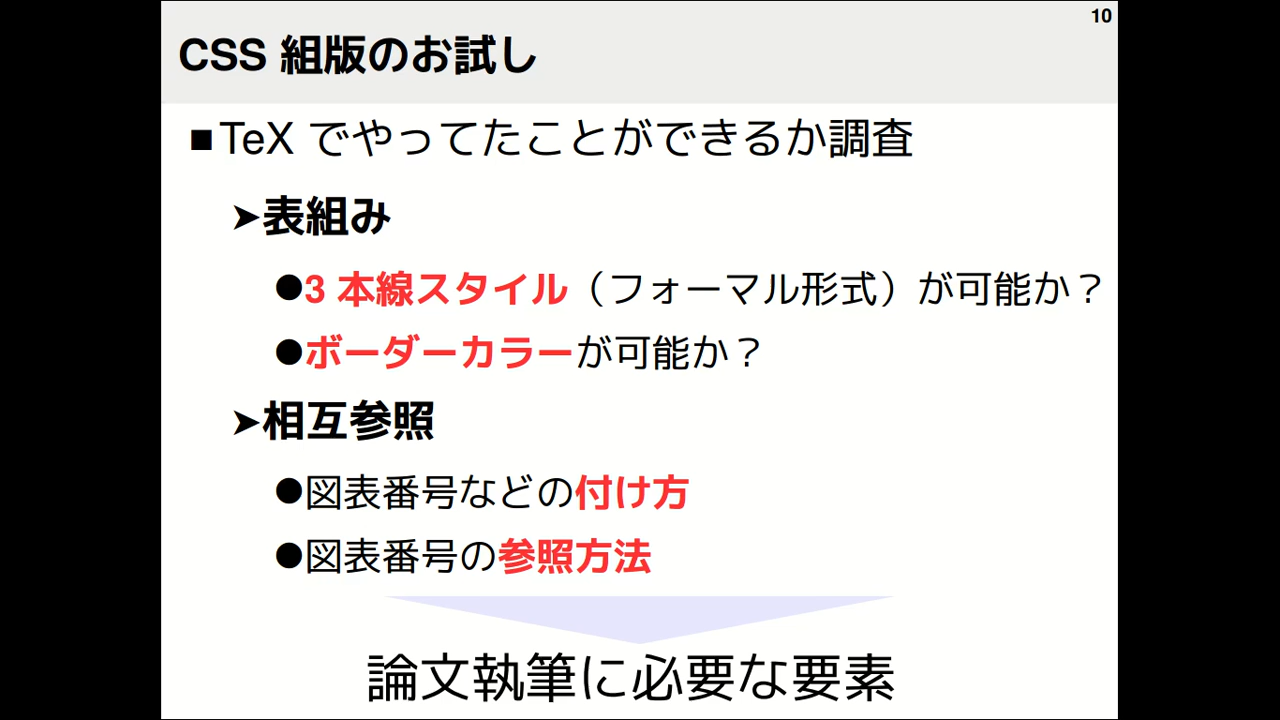 10
CSS 組版のお試し
■TeX でやってたことができるか調査
➤表組み
●3 本線スタイル（フォーマル形式）が可能か？
●ボーダーカラーが可能か？
➤相互参照
●図表番号などの付け方
●図表番号の参照方法
論文執筆に必要な要素